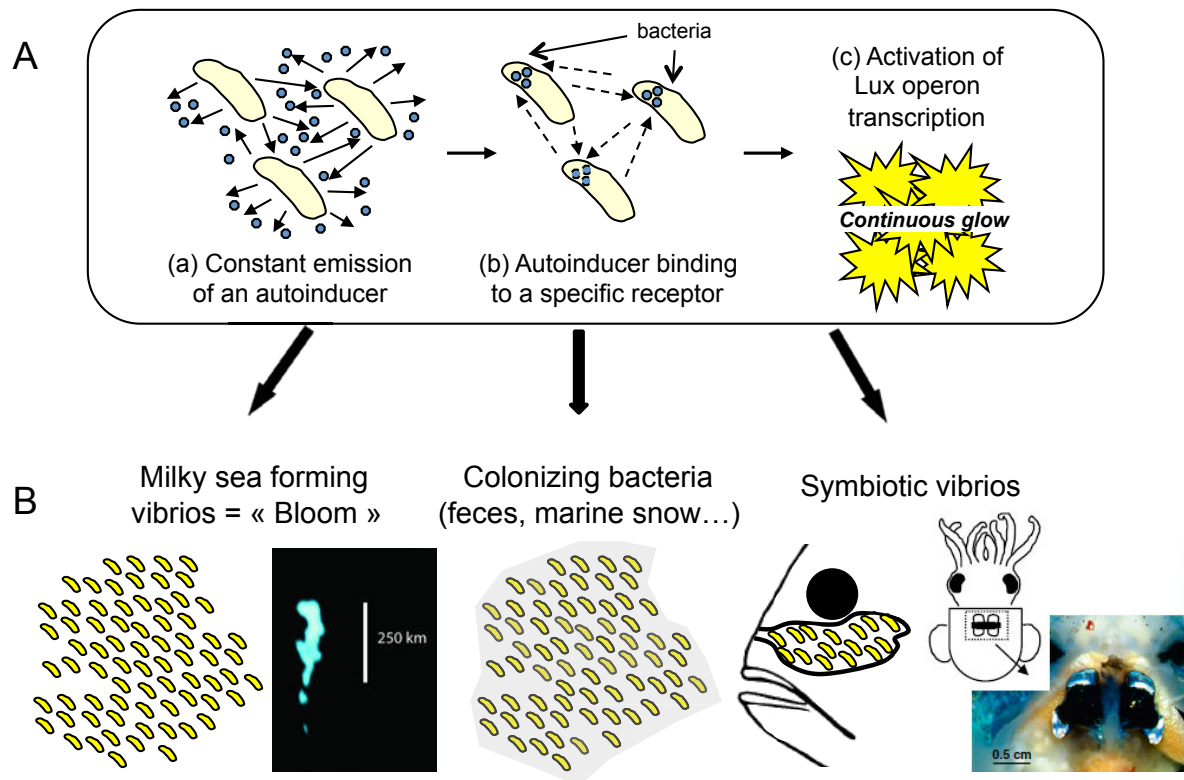 A
(a) Constant emission
of an autoinducer
bacteria
(b) Autoinducer binding
to a specific receptor
(c) Activation of
Lux operon
transcription
Continuous glow
B
Milky sea forming
vibrios = « Bloom »
250 km
Colonizing bacteria
(feces, marine snow…)
Symbiotic vibrios
0.5 cm